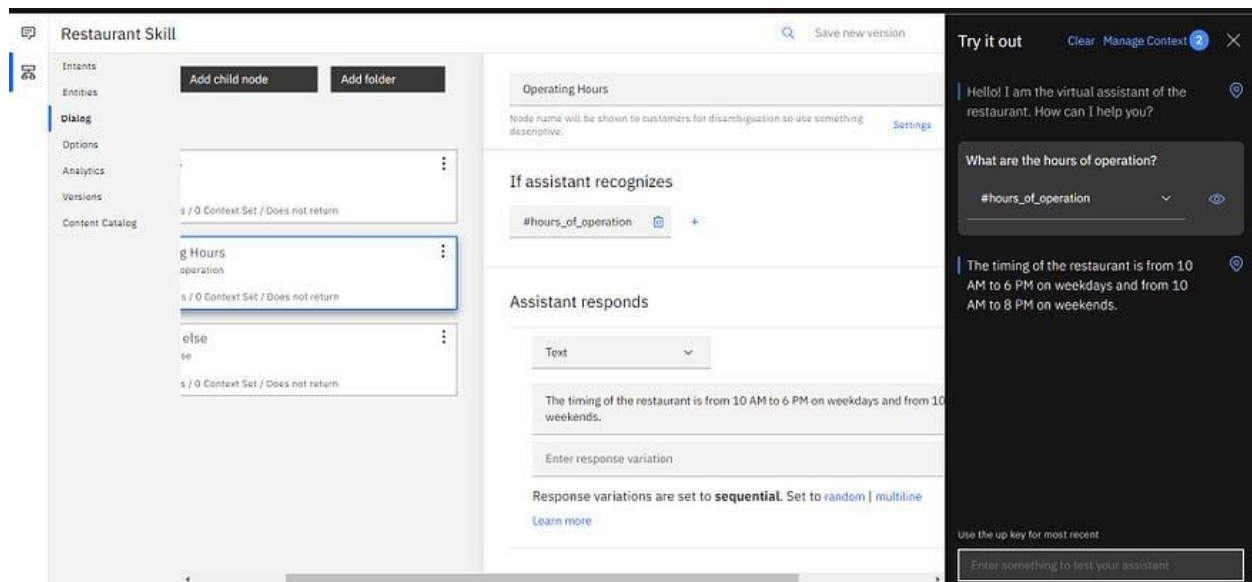 Restaurant Skill
Save new version
Intents
Entities
Dialog
Options
Analytics
Versions
Content Catalog
Add child node
Add folder
s / 0 Context Set / Does not return
g Hours
operation
s / 0 Context Set / Does not return
else
se
s / 0 Context Set / Does not return
Operating Hours
Node name will be shown to customers for disambiguation so use something
descriptive.
Settings
If assistant recognizes
#hours_of_operation
+
Assistant responds
Text
The timing of the restaurant is from 10 AM to 6 PM on weekdays and from 10
weekends.
Enter response variation
Response variations are set to sequential. Set to random | multiline
Learn more
Try it out
Clear
Manage Context 2
Hello! I am the virtual assistant of the
restaurant. How can I help you?
What are the hours of operation?
#hours_of_operation
The timing of the restaurant is from 10
AM to 6 PM on weekdays and from 10
AM to 8 PM on weekends.
Use the up key for most recent
Enter something to test your assistant